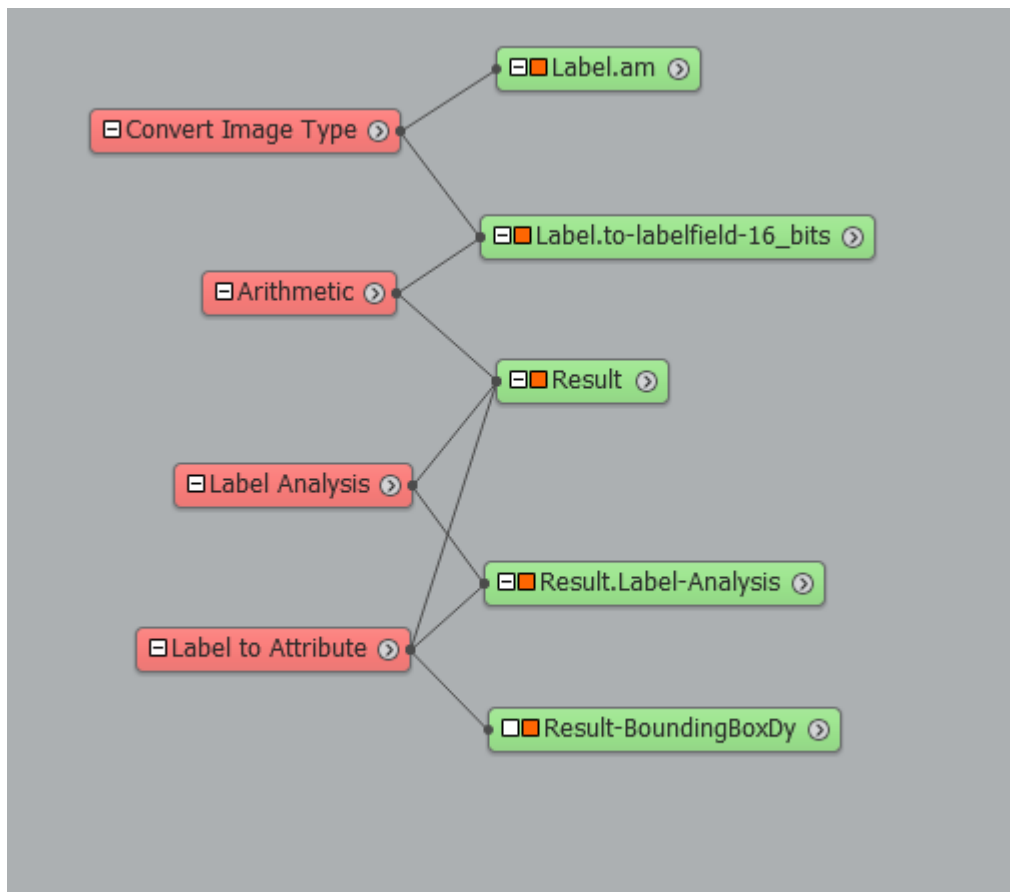 Label.am
Convert Image Type
Label.to-labelfield-16_bits
Arithmetic
Result
Label Analysis
Result.Label-Analysis
Label to Attribute
Result-BoundingBoxDy